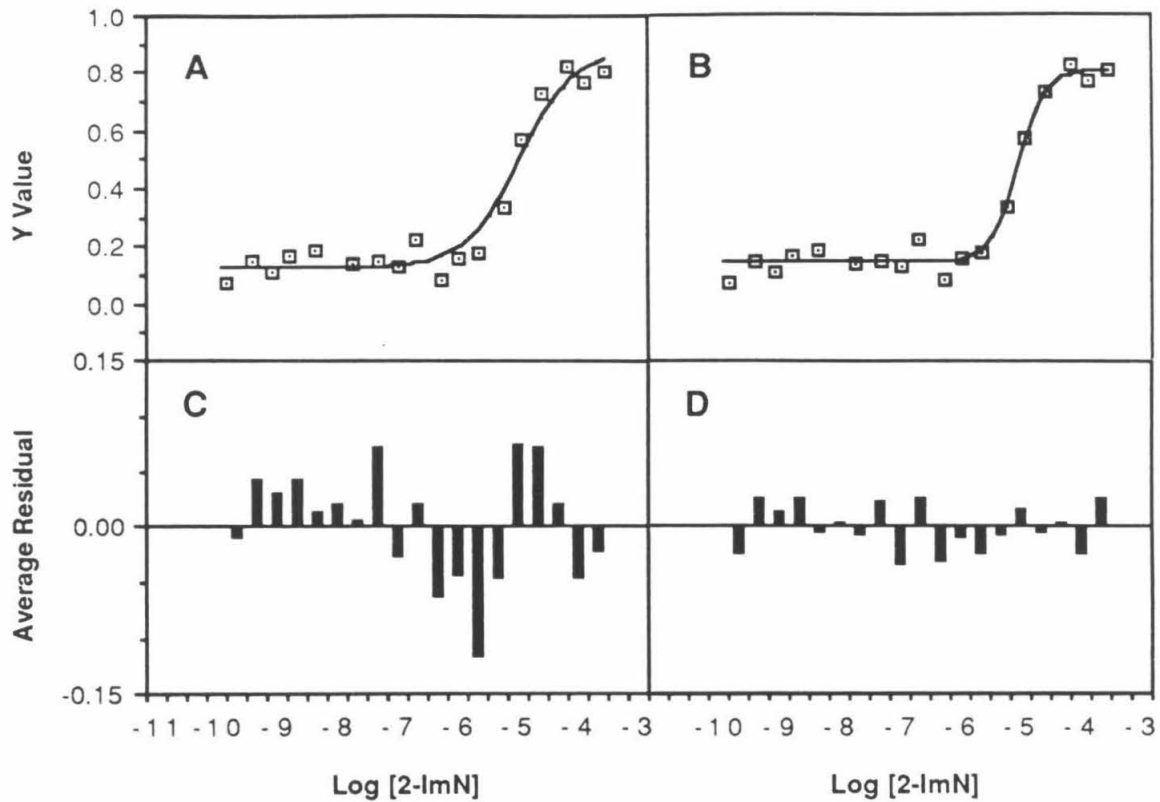 1.0
0.8
0.6
0.4
0.2
0.0
Y Value
A
B
0.15
0.00
-0.15
Average Residual
C
D
-11 -10 -9 -8 -7 -6 -5 -4 -3
-10 -9 -8 -7 -6 -5 -4 -3
Log [2-ImN]
Log [2-ImN]